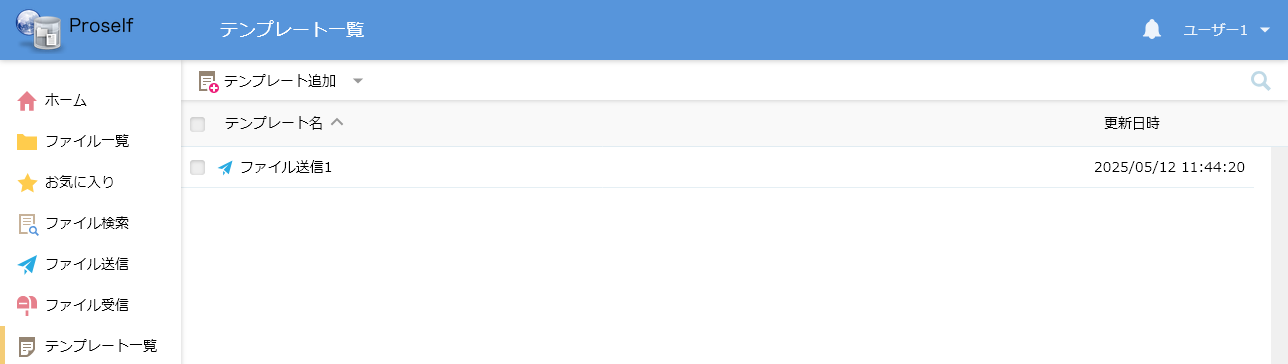 Proself
テンプレート一覧
ユーザー1
ホーム
ファイル一覧
お気に入り
ファイル検索
ファイル送信
ファイル受信
テンプレート一覧
テンプレート追加
テンプレート名 更新日時
ファイル送信1 2025/05/12 11:44:20